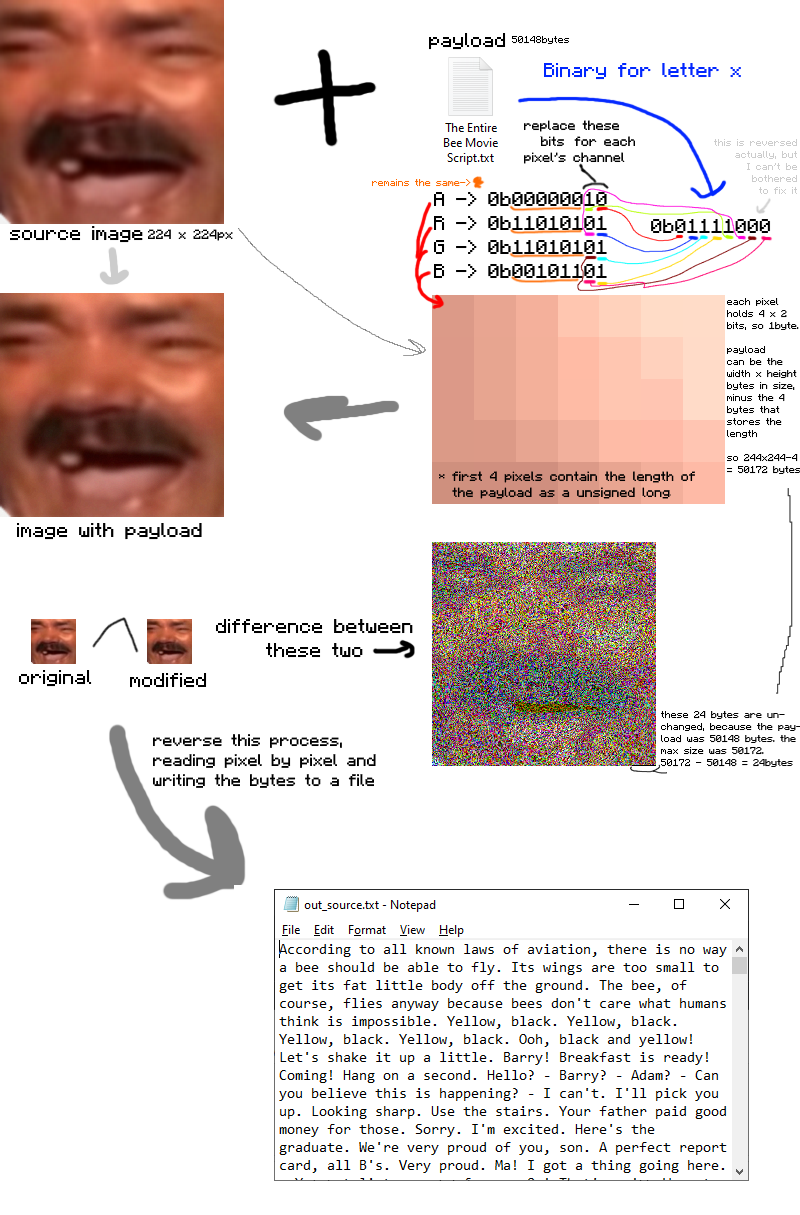 payload 50148bytes
Binary for letter x
The Entire
Bee Movie
Script.txt
replace these
bits for each
pixel's channel
this is reversed
actually, but
I can't be
bothered
to fix it
remains the same->
A -> 0b00000010
R -> 0b11010101
G -> 0b11010101
B -> 0b00101101
0b01111000
source image 224 x 224px
each pixel
holds 4 x 2
bits, so 1byte.
payload
can be the
width x height
bytes in size,
minus the 4
bytes that
stores the
length
so 244x244-4
= 50172 bytes
* first 4 pixels contain the length of
the payload as a unsigned long
image with payload
original
modified
difference between
these two
these 24 bytes are un-
changed, because the pay-
load was 50148 bytes. the
max size was 50172.
50172 - 50148 = 24bytes
reverse this process,
reading pixel by pixel and
writing the bytes to a file
out_source.txt - Notepad
File Edit Format View Help
According to all known laws of aviation, there is no way
a bee should be able to fly. Its wings are too small to
get its fat little body off the ground. The bee, of
course, flies anyway because bees don't care what humans
think is impossible. Yellow, black. Yellow, black.
Yellow, black. Yellow, black. Ooh, black and yellow!
Let's shake it up a little. Barry! Breakfast is ready!
Coming! Hang on a second. Hello? - Barry? - Adam? - Can
you believe this is happening? - I can't. I'll pick you
up. Looking sharp. Use the stairs. Your father paid good
money for those. Sorry. I'm excited. Here's the
graduate. We're very proud of you, son. A perfect report
card, all B's. Very proud. Ma! I got a thing going here.